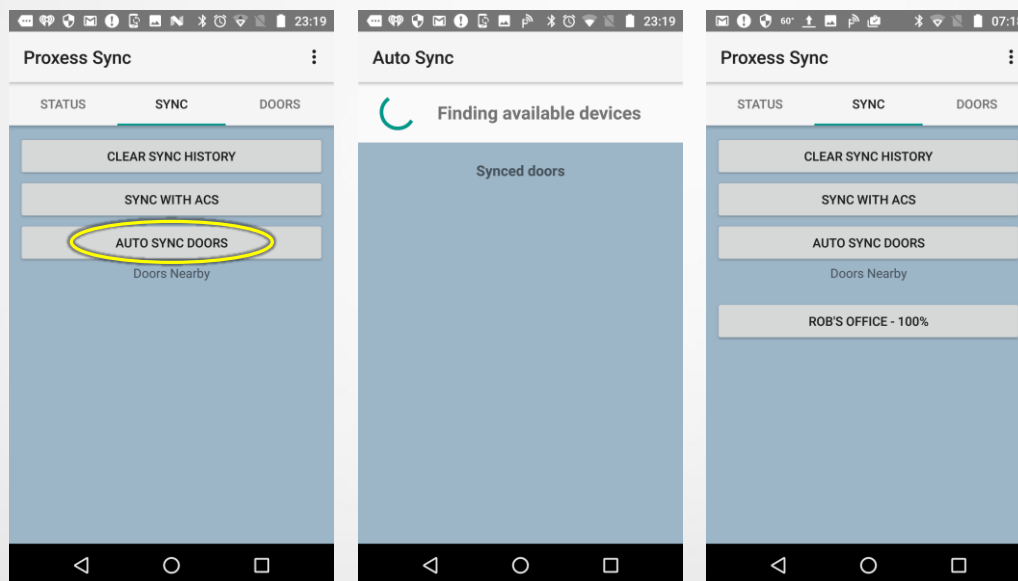 23:19
Proxess Sync
STATUS SYNC DOORS
CLEAR SYNC HISTORY
SYNC WITH ACS
AUTO SYNC DOORS
Doors Nearby
23:19
Auto Sync
Finding available devices
Synced doors
60°
Proxess Sync
STATUS SYNC DOORS
CLEAR SYNC HISTORY
SYNC WITH ACS
AUTO SYNC DOORS
Doors Nearby
ROB'S OFFICE - 100%